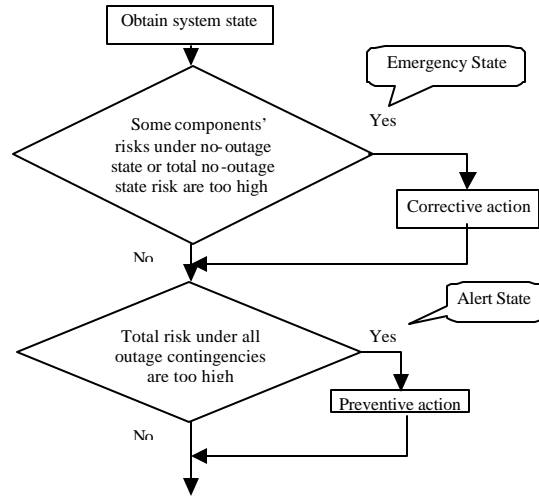 Obtain system state
Emergency State
Yes
Some components'
risks under no-outage
state or total no-outage
state risk are too high
Corrective action
No
Alert State
Yes
Total risk under all
outage contingencies
are too high
Preventive action
No